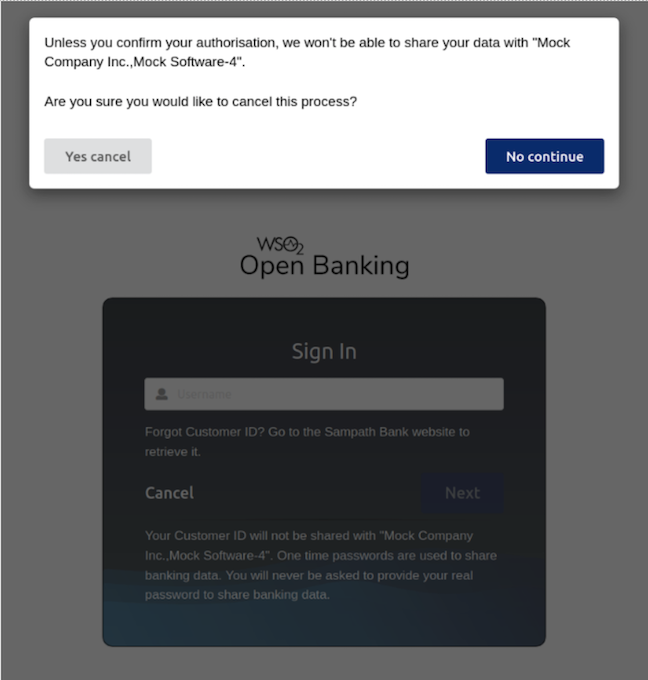 Unless you confirm your authorisation, we won't be able to share your data with "Mock
Company Inc.,Mock Software-4".
Are you sure you would like to cancel this process?
Yes cancel
No continue
WSO2
Open Banking
Sign In
Username
Forgot Customer ID? Go to the Sampath Bank website to
retrieve it.
Cancel
Next
Your Customer ID will not be shared with "Mock Company
Inc.,Mock Software-4". One time passwords are used to share
banking data. You will never be asked to provide your real
password to share banking data.